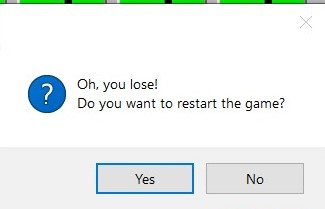 Oh, you lose!
Do you want to restart the game?
Yes
No